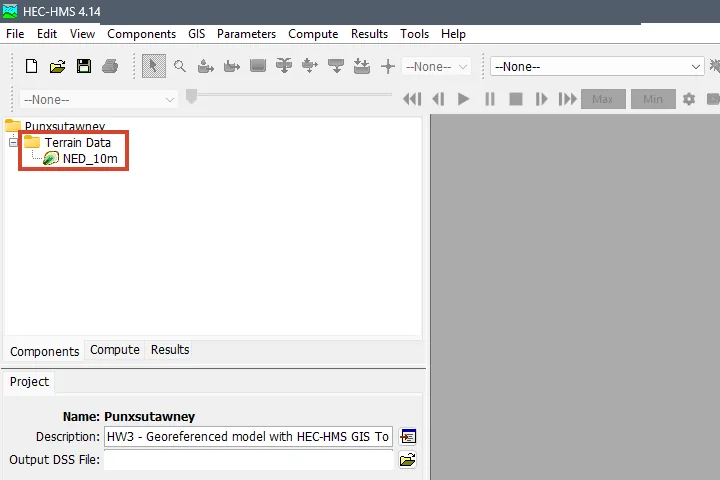 HEC-HMS 4.14
File Edit View Components GIS Parameters Compute Results Tools Help
--None-- --None--
--None-- Max Min
Punxsutawney
Terrain Data
NED_10m
Components Compute Results
Project
Name: Punxsutawney
Description: HW3 - Georeferenced model with HEC-HMS GIS To
Output DSS File: